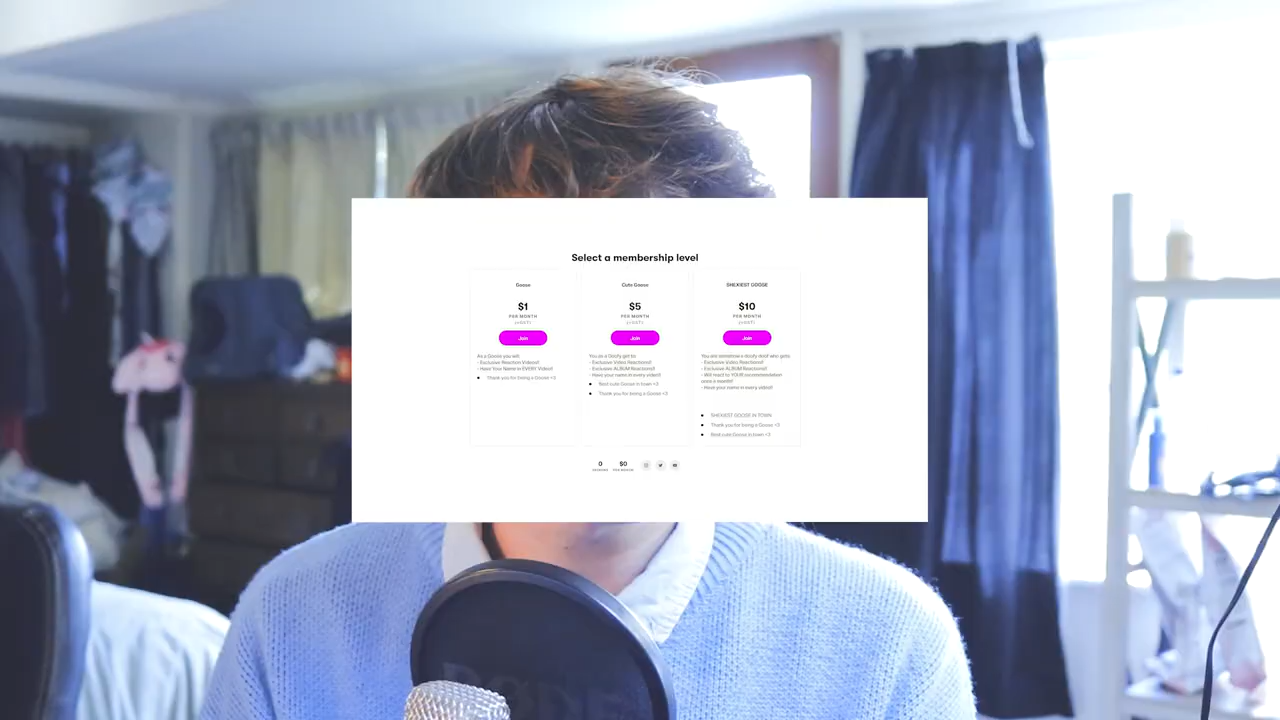 Select a membership level
Goose
$1
PER MONTH
Join
As a Goose you will:
- Exclusive Reaction Videos!!
- Have Your Name in EVERY Video!!
Thank you for being a Goose <3
Cute Goose
$5
PER MONTH
Join
You as a Doofy get to:
- Exclusive Video Reactions!!
- Exclusive ALBUM Reactions!!
- Have your name in every video!!
Best cute Goose in town <3
Thank you for being a Goose <3
GOOSE
$10
PER MONTH
Join
You are somehow a doofy doof who gets
- Exclusive Video Reactions!!
- Exclusive ALBUM Reactions!!
- Will react to YOUR recommendation
once a month!!
- Have your name in every video!!
GOOSE IN TOWN
Thank you for being a Goose <3
Best cute Goose in town <3
0
$0
PER MONTH